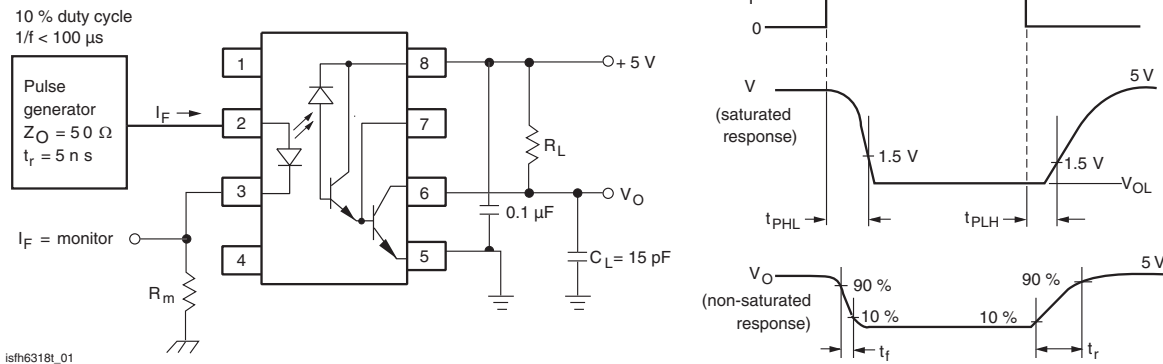 10 % duty cycle
1/f < 100 µs
Pulse
generator
Z_O = 50 Ω
t_r = 5 ns
I_F
1
2
3
4
8
7
6
5
+ 5 V
R_L
V_O
0.1 µF
C_L = 15 pF
I_F = monitor
R_m
isfh6318t_01
0
V
(saturated
response)
5 V
1.5 V
1.5 V
V_OL
t_PHL
t_PLH
V_O
(non-saturated
response)
90 %
10 %
t_f
10 %
90 %
t_r
5 V